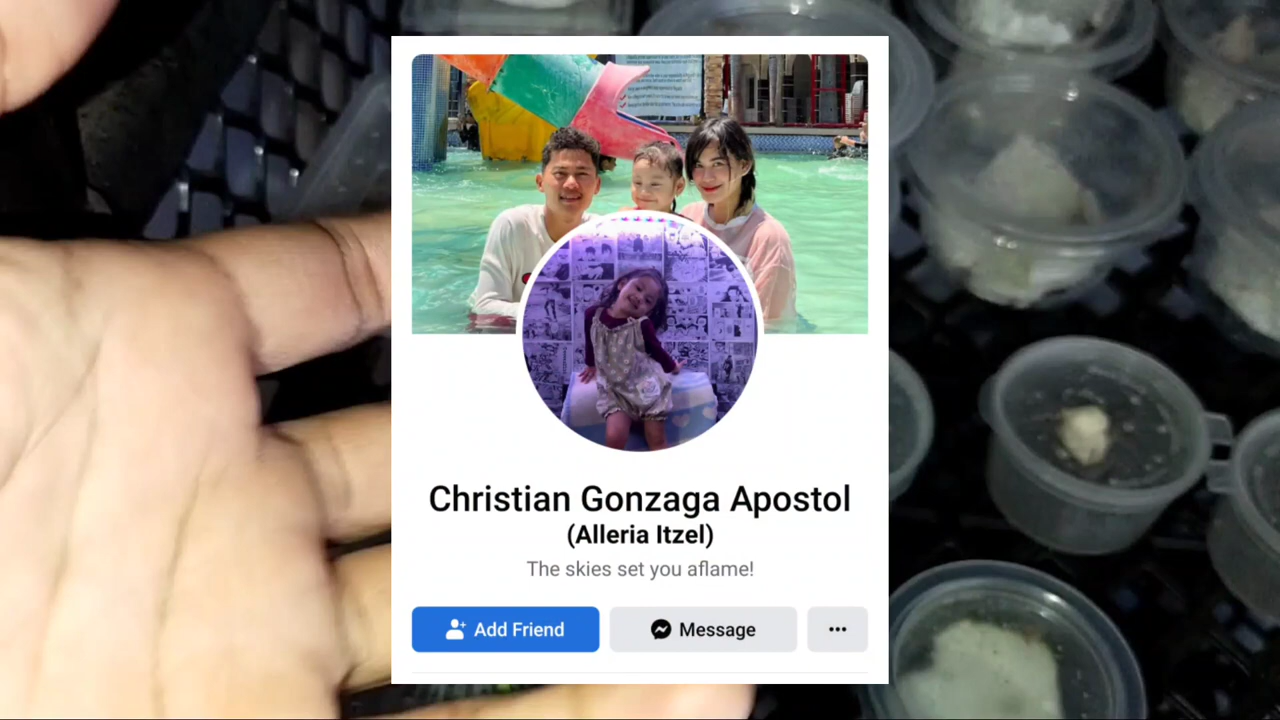 Christian Gonzaga Apostol
(Alleria Itzel)
The skies set you aflame!
Add Friend
Message